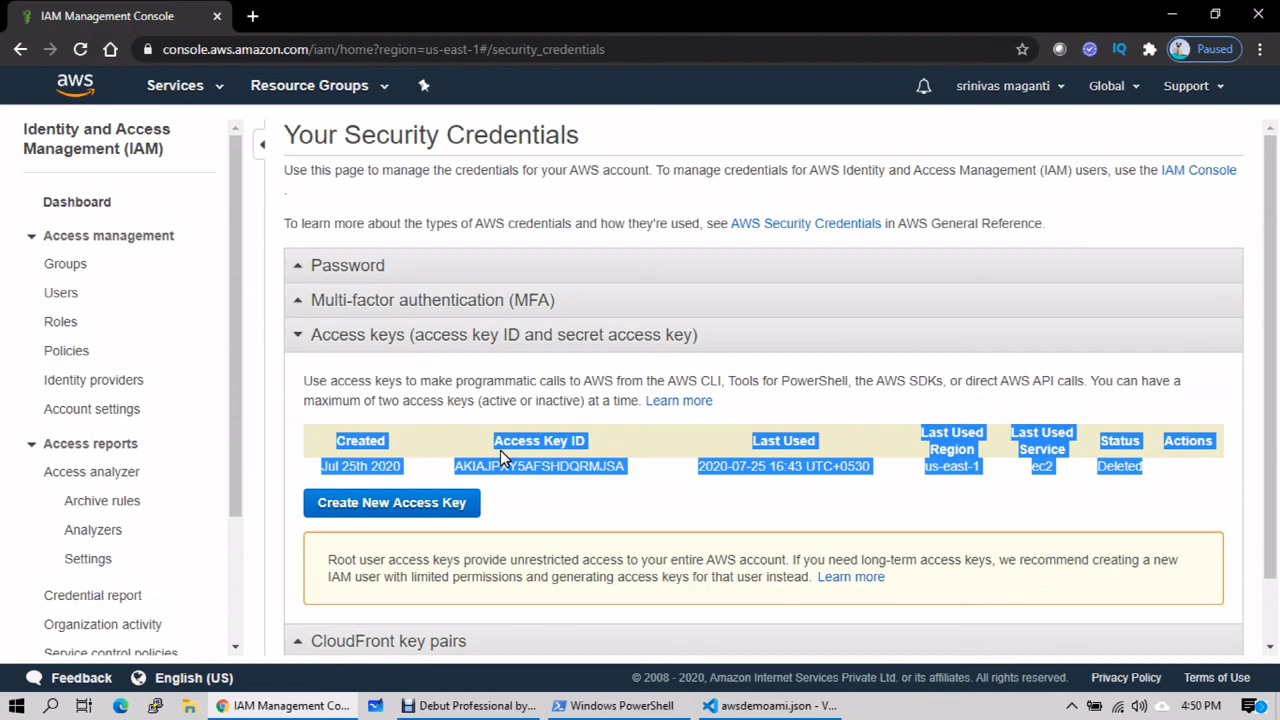 IAM Management Console
console.aws.amazon.com/iam/home?region=us-east-1#/security_credentials
Paused
aws
Services
Resource Groups
srinivas maganti
Global
Support
Identity and Access
Management (IAM)
Dashboard
Access management
Groups
Users
Roles
Policies
Identity providers
Account settings
Access reports
Access analyzer
Archive rules
Analyzers
Settings
Credential report
Organization activity
Service control policies
Your Security Credentials
Use this page to manage the credentials for your AWS account. To manage credentials for AWS Identity and Access Management (IAM) users, use the IAM Console
.
To learn more about the types of AWS credentials and how they're used, see AWS Security Credentials in AWS General Reference.
Password
Multi-factor authentication (MFA)
Access keys (access key ID and secret access key)
Use access keys to make programmatic calls to AWS from the AWS CLI, Tools for PowerShell, the AWS SDKs, or direct AWS API calls. You can have a
maximum of two access keys (active or inactive) at a time. Learn more
Created Access Key ID Last Used Last Used Region Last Used Service Status Actions
Jul 25th 2020 2020-07-25 16:43 UTC+0530 us-east-1 ec2 Deleted
Create New Access Key
Root user access keys provide unrestricted access to your entire AWS account. If you need long-term access keys, we recommend creating a new
IAM user with limited permissions and generating access keys for that user instead. Learn more
CloudFront key pairs
Feedback
English (US)
© 2008 - 2020, Amazon Internet Services Private Ltd. or its affiliates. All rights reserved.
Privacy Policy
Terms of Use
IAM Management Co...
Debut Professional by...
Windows PowerShell
awsdemoami.json - V...
4:50 PM